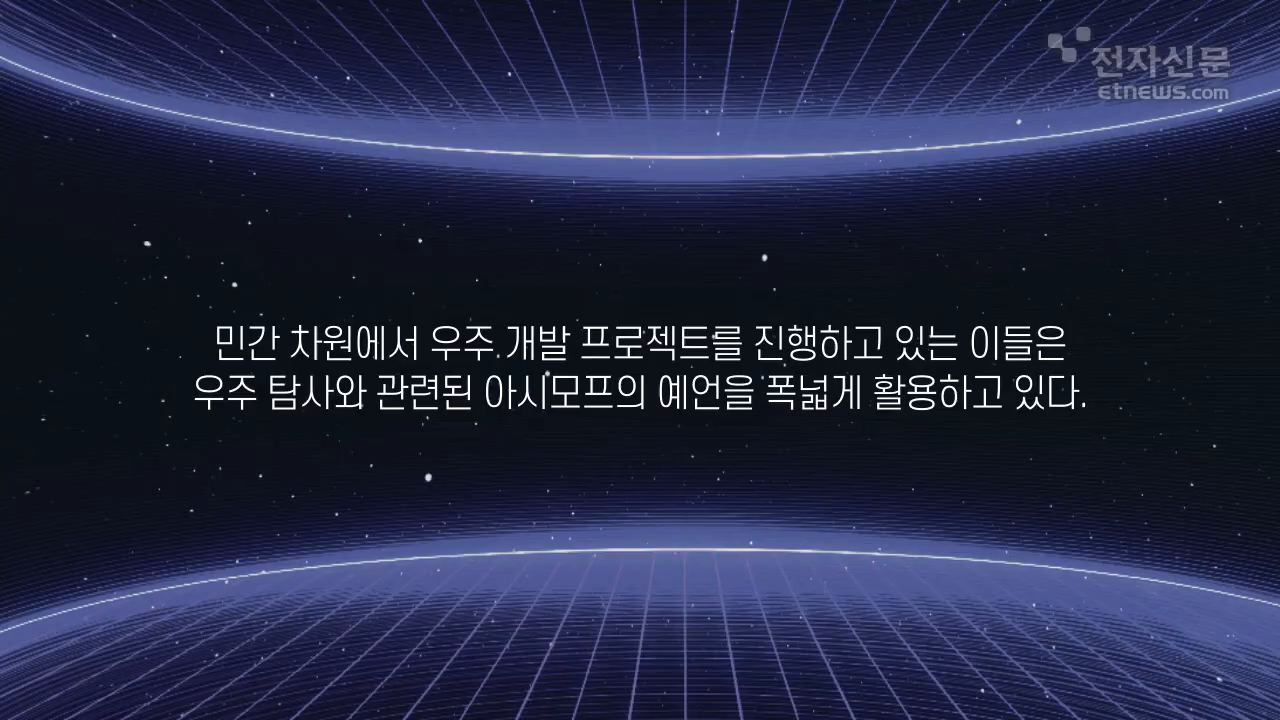 전자신문
etnews.com
민간 차원에서 우주 개발 프로젝트를 진행하고 있는 이들은
우주 탐사와 관련된 아시모프의 예언을 폭넓게 활용하고 있다.